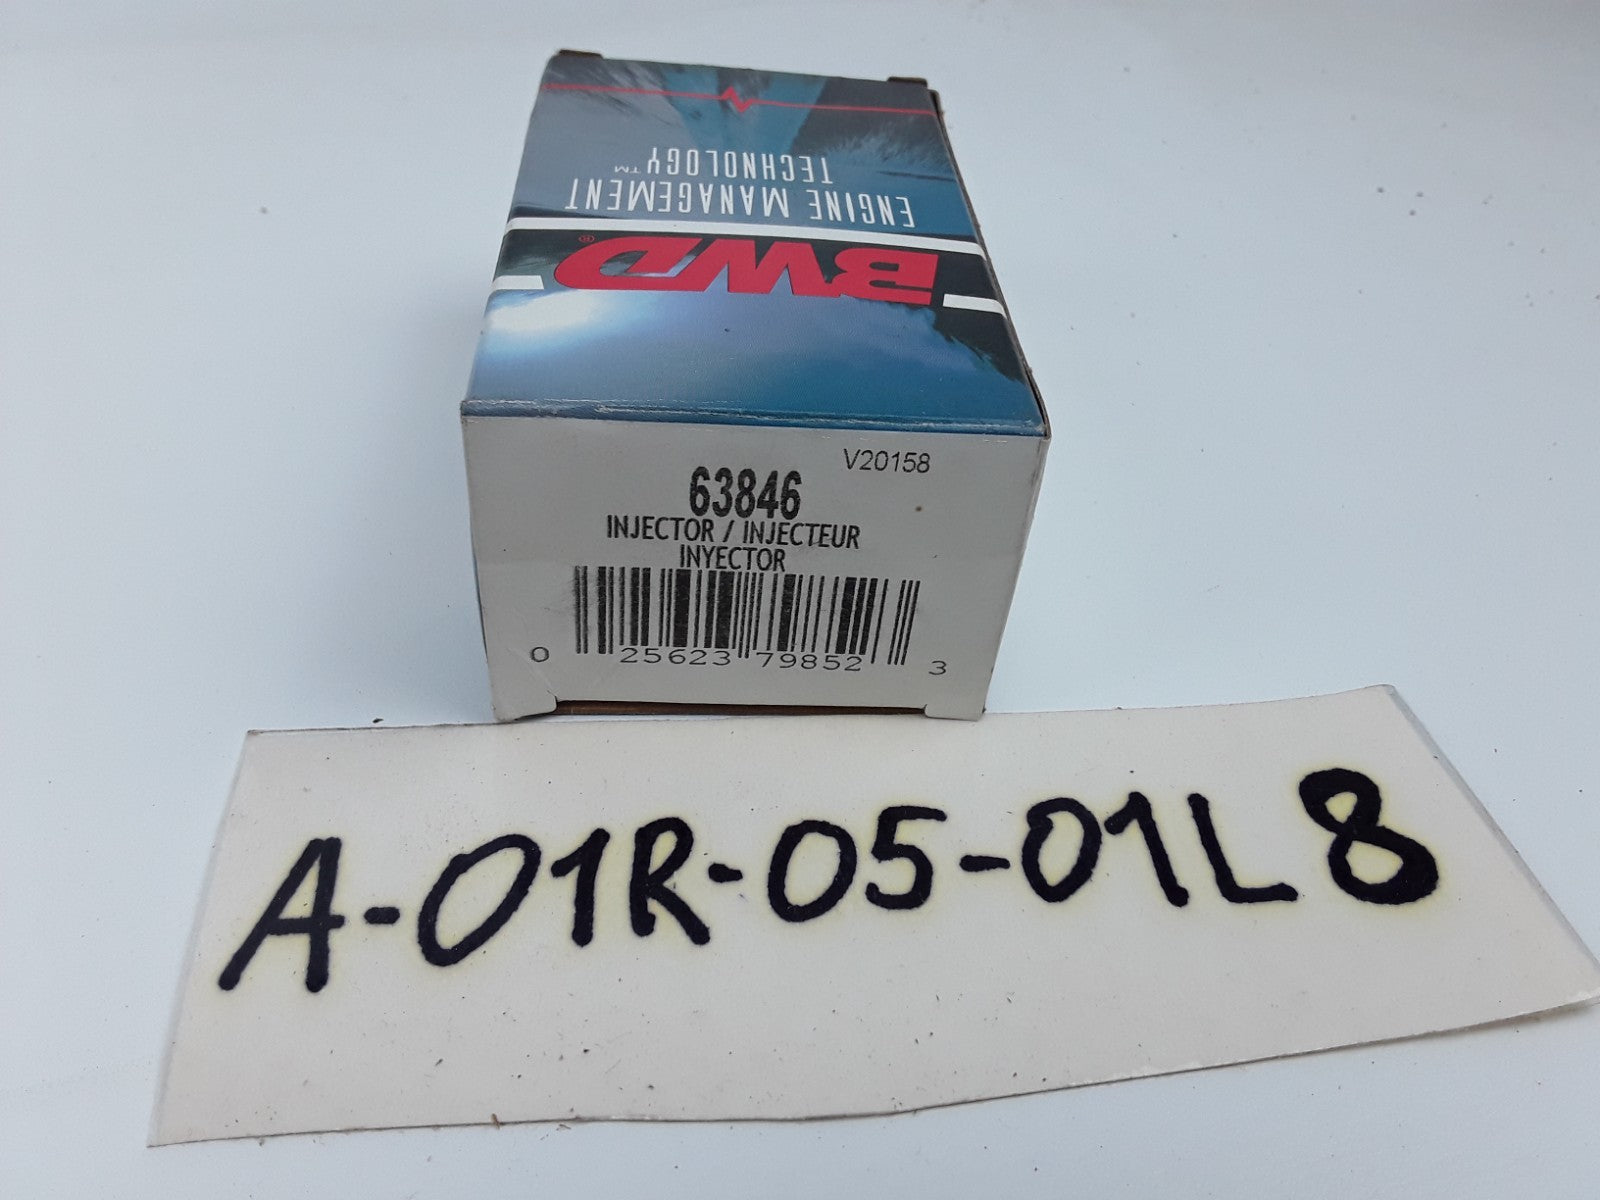 BWD®
ENGINE MANAGEMENT
TECHNOLOGY™
V20158
63846
INJECTOR / INJECTEUR
INYECTOR
0 25623 79852 3
A-01R-05-01L8